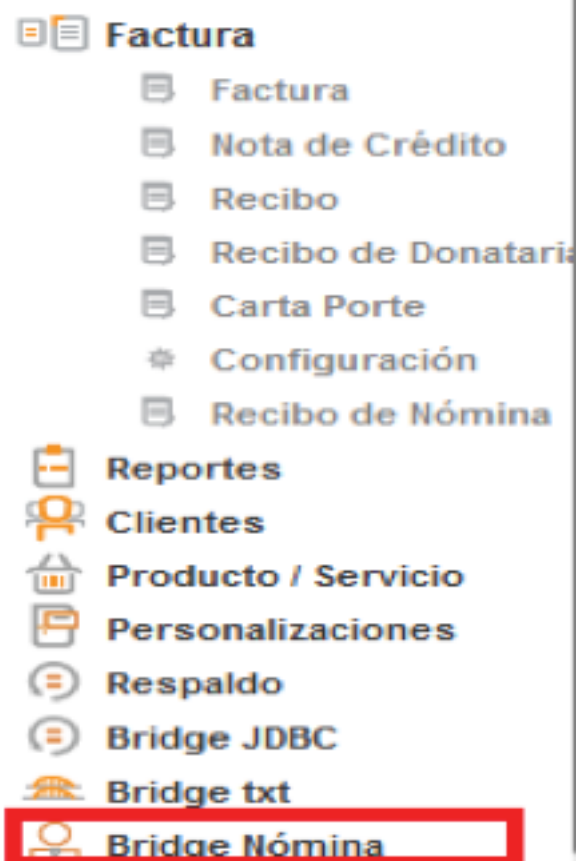 Factura
Factura
Nota de Crédito
Recibo
Recibo de Donataria
Carta Porte
Configuración
Recibo de Nómina
Reportes
Clientes
Producto / Servicio
Personalizaciones
Respaldo
Bridge JDBC
Bridge txt
Bridge Nómina